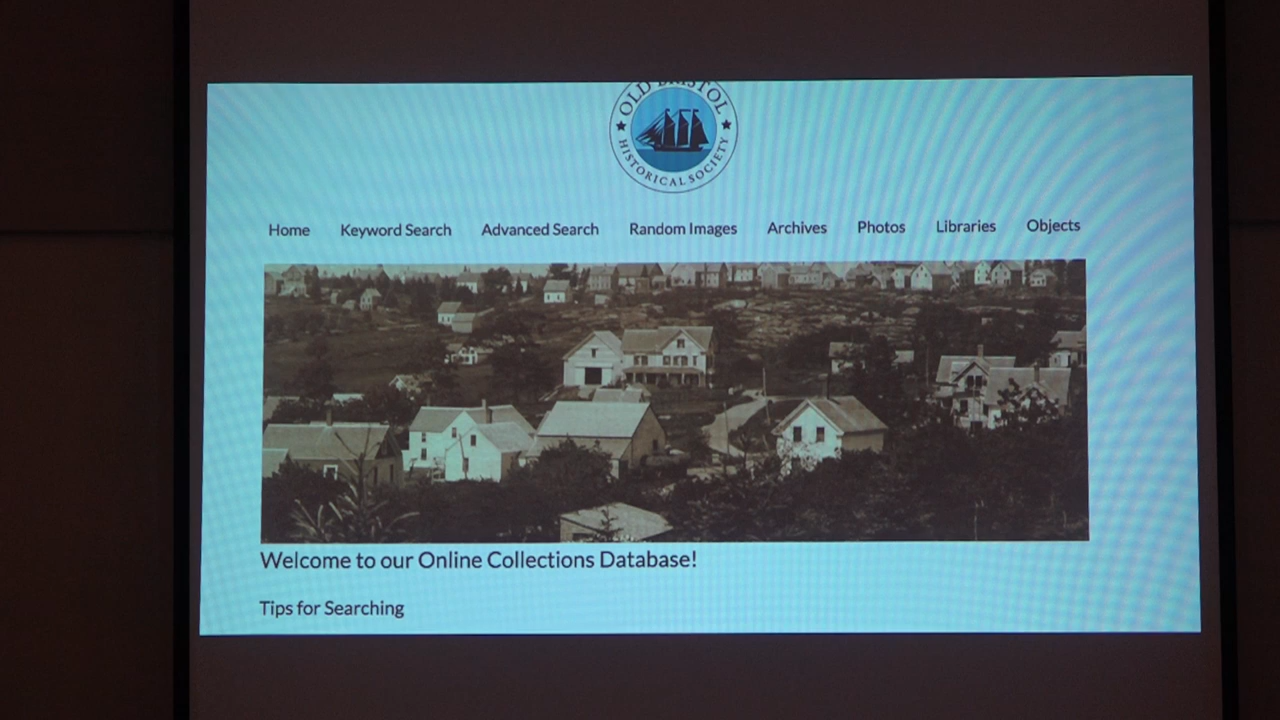 OLD BRISTOL
HISTORICAL SOCIETY
Home Keyword Search Advanced Search Random Images Archives Photos Libraries Objects
Welcome to our Online Collections Database!
Tips for Searching